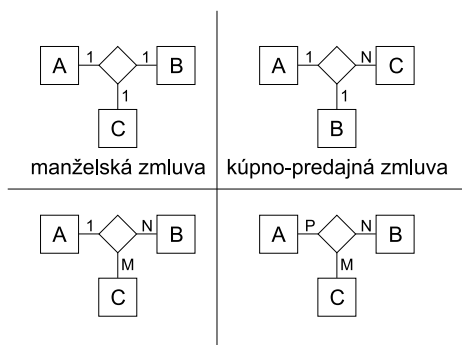 A 1 1 B
1
C
manželská zmluva
A 1 N C
1
B
kúpno-predajná zmluva
A 1 N B
M
C
A P N B
M
C